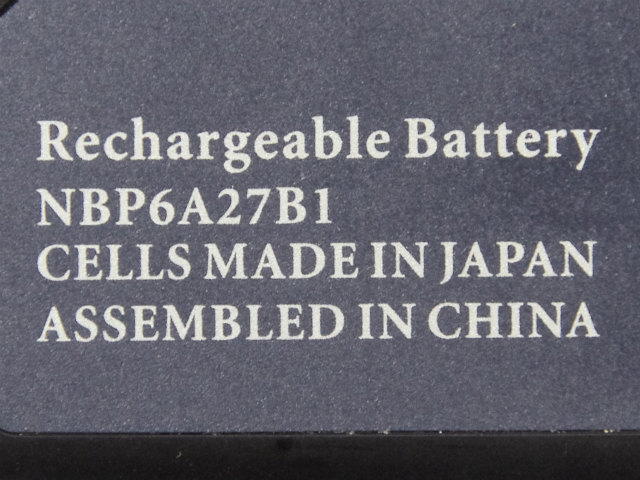 Rechargeable Battery
NBP6A27B1
CELLS MADE IN JAPAN
ASSEMBLED IN CHINA